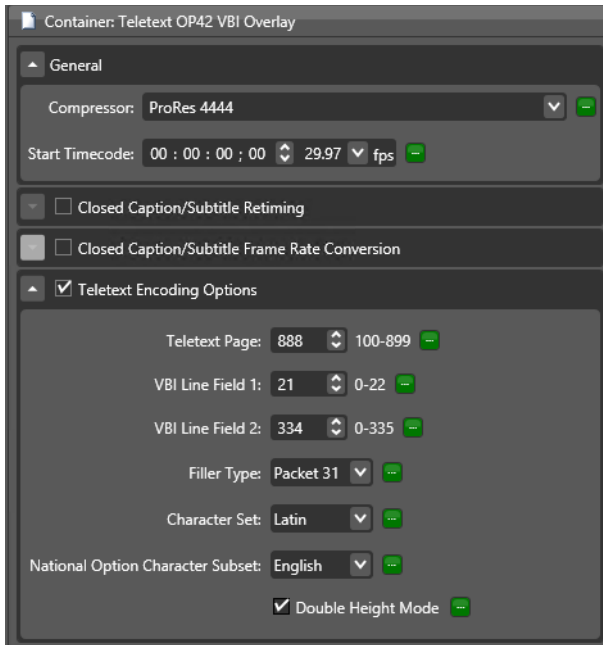 Container: Teletext OP42 VBI Overlay
General
Compressor: ProRes 4444
Start Timecode: 00 : 00 : 00 ; 00 29.97 fps
Closed Caption/Subtitle Retiming
Closed Caption/Subtitle Frame Rate Conversion
Teletext Encoding Options
Teletext Page: 888 100-899
VBI Line Field 1: 21 0-22
VBI Line Field 2: 334 0-335
Filler Type: Packet 31
Character Set: Latin
National Option Character Subset: English
Double Height Mode